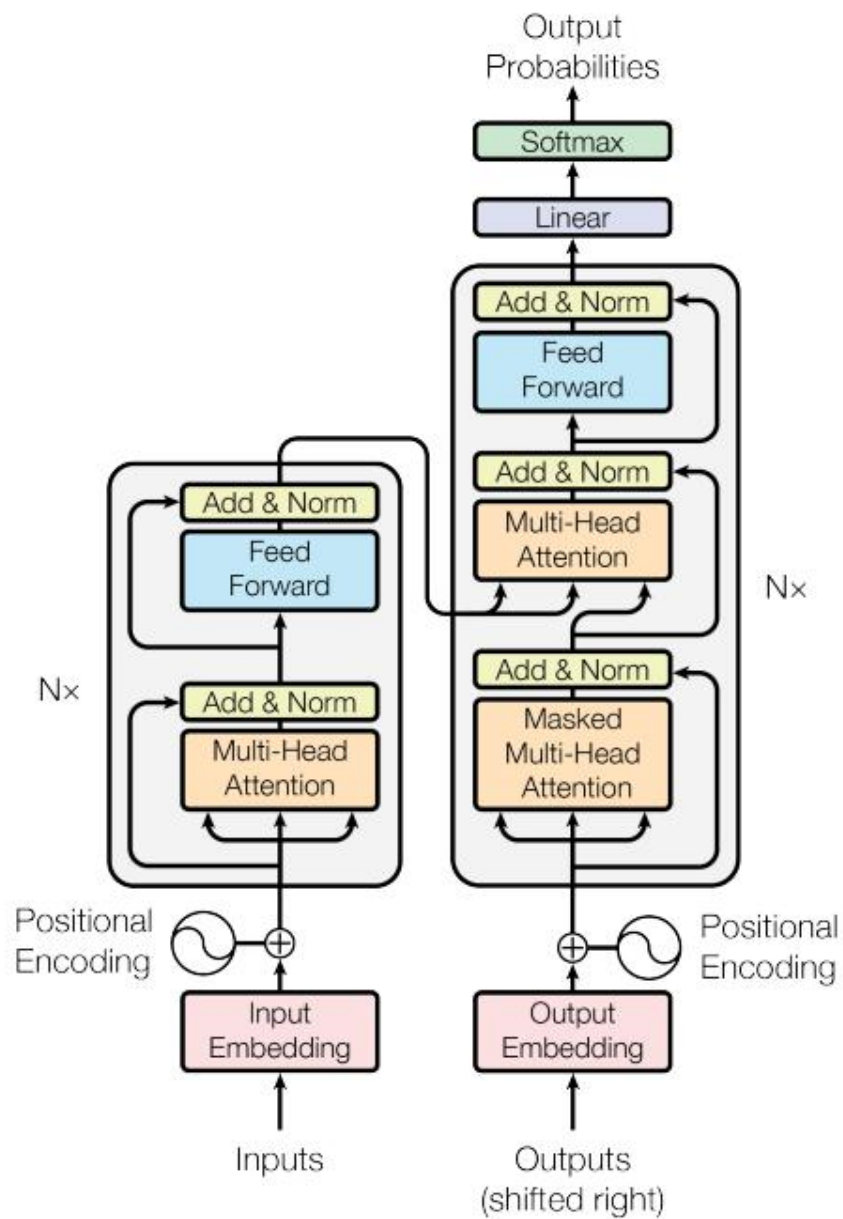 Output
Probabilities
Softmax
Linear
Add & Norm
Feed
Forward
Add & Norm
Multi-Head
Attention
Add & Norm
Masked
Multi-Head
Attention
N×
Add & Norm
Feed
Forward
Add & Norm
Multi-Head
Attention
N×
Positional
Encoding
Positional
Encoding
Input
Embedding
Output
Embedding
Inputs
Outputs
(shifted right)